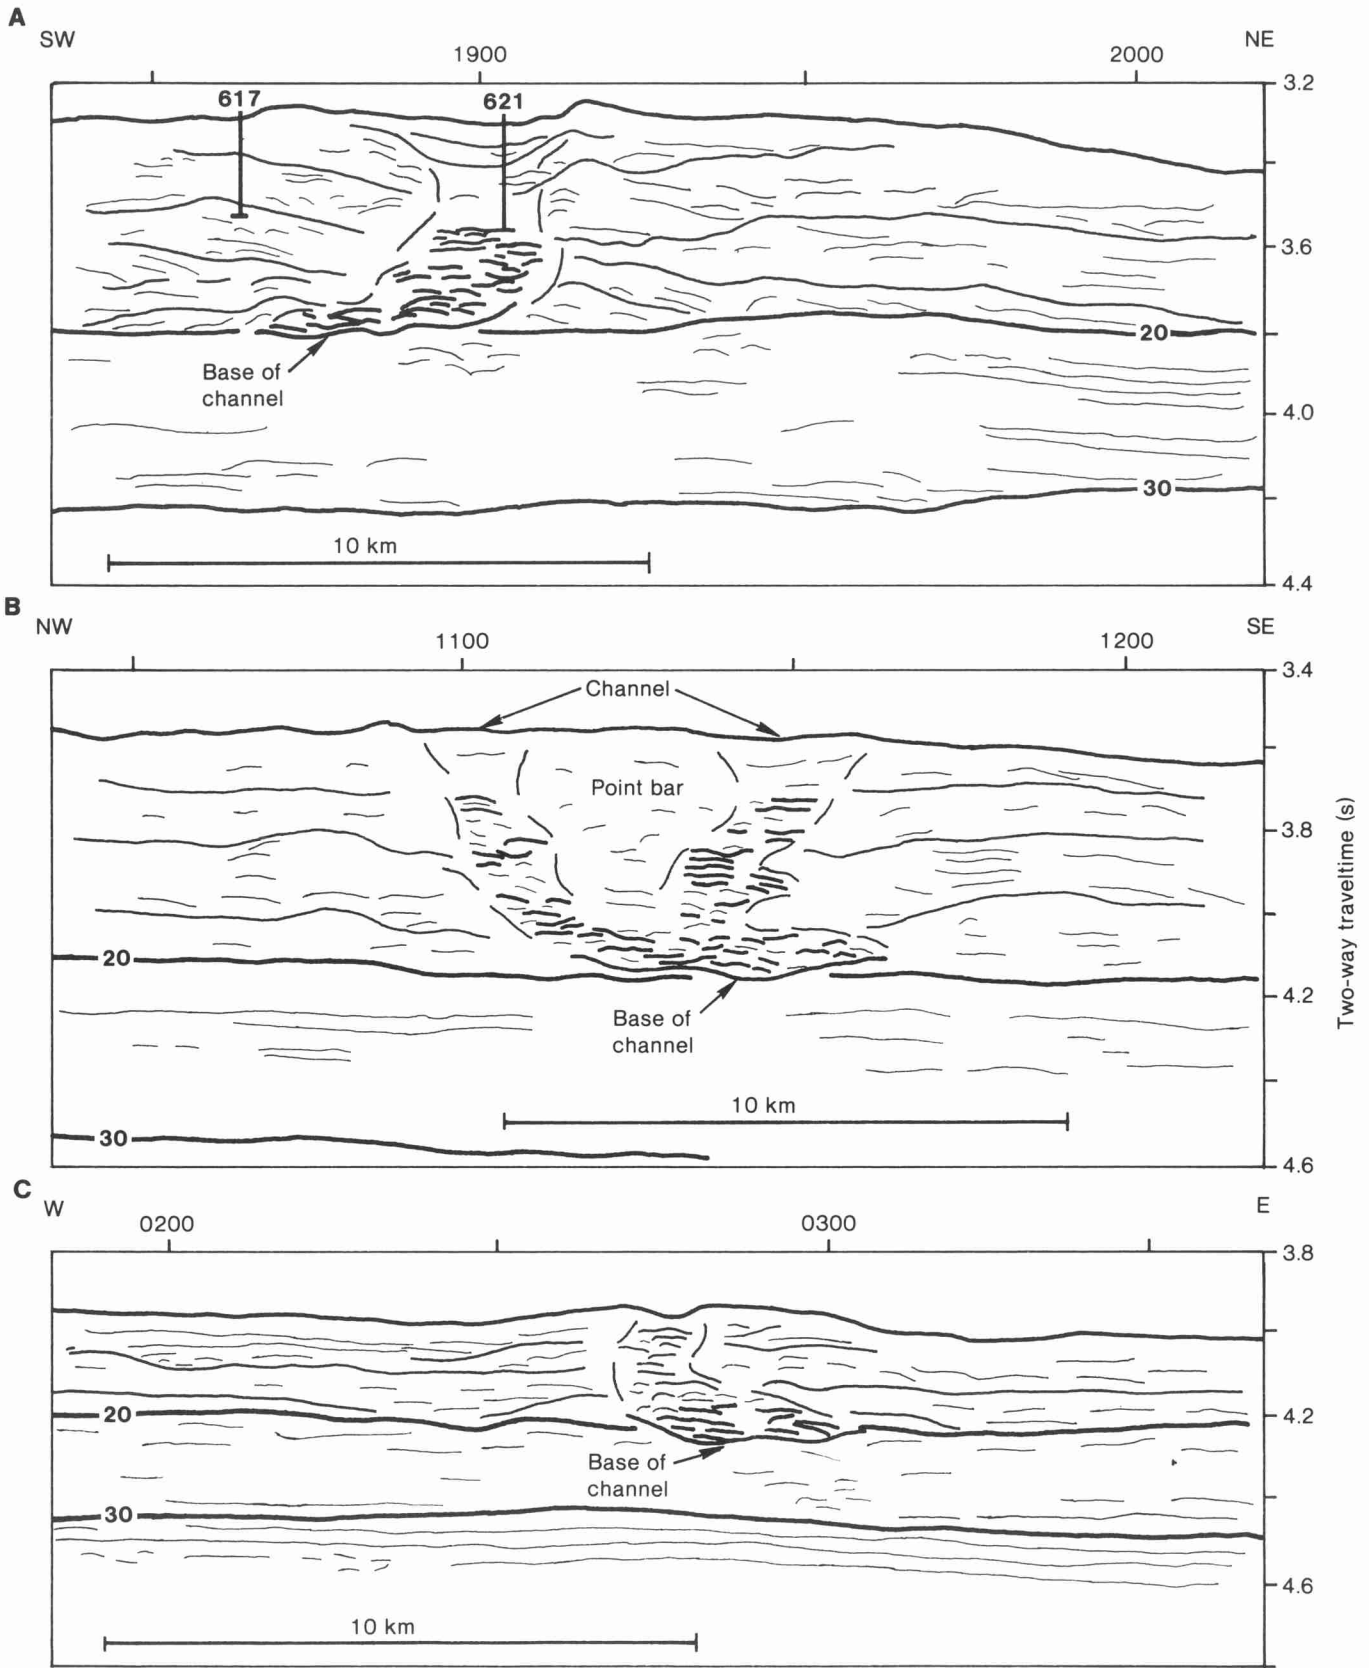 A
SW
NE
1900
2000
617
621
3.2
3.6
20
Base of
channel
4.0
30
10 km
4.4
B
NW
SE
1100
1200
3.4
Channel
Point bar
3.8
20
4.2
Base of
channel
10 km
30
4.6
Two-way traveltime (s)
C
W
E
0200
0300
3.8
20
4.2
Base of
channel
30
4.6
10 km